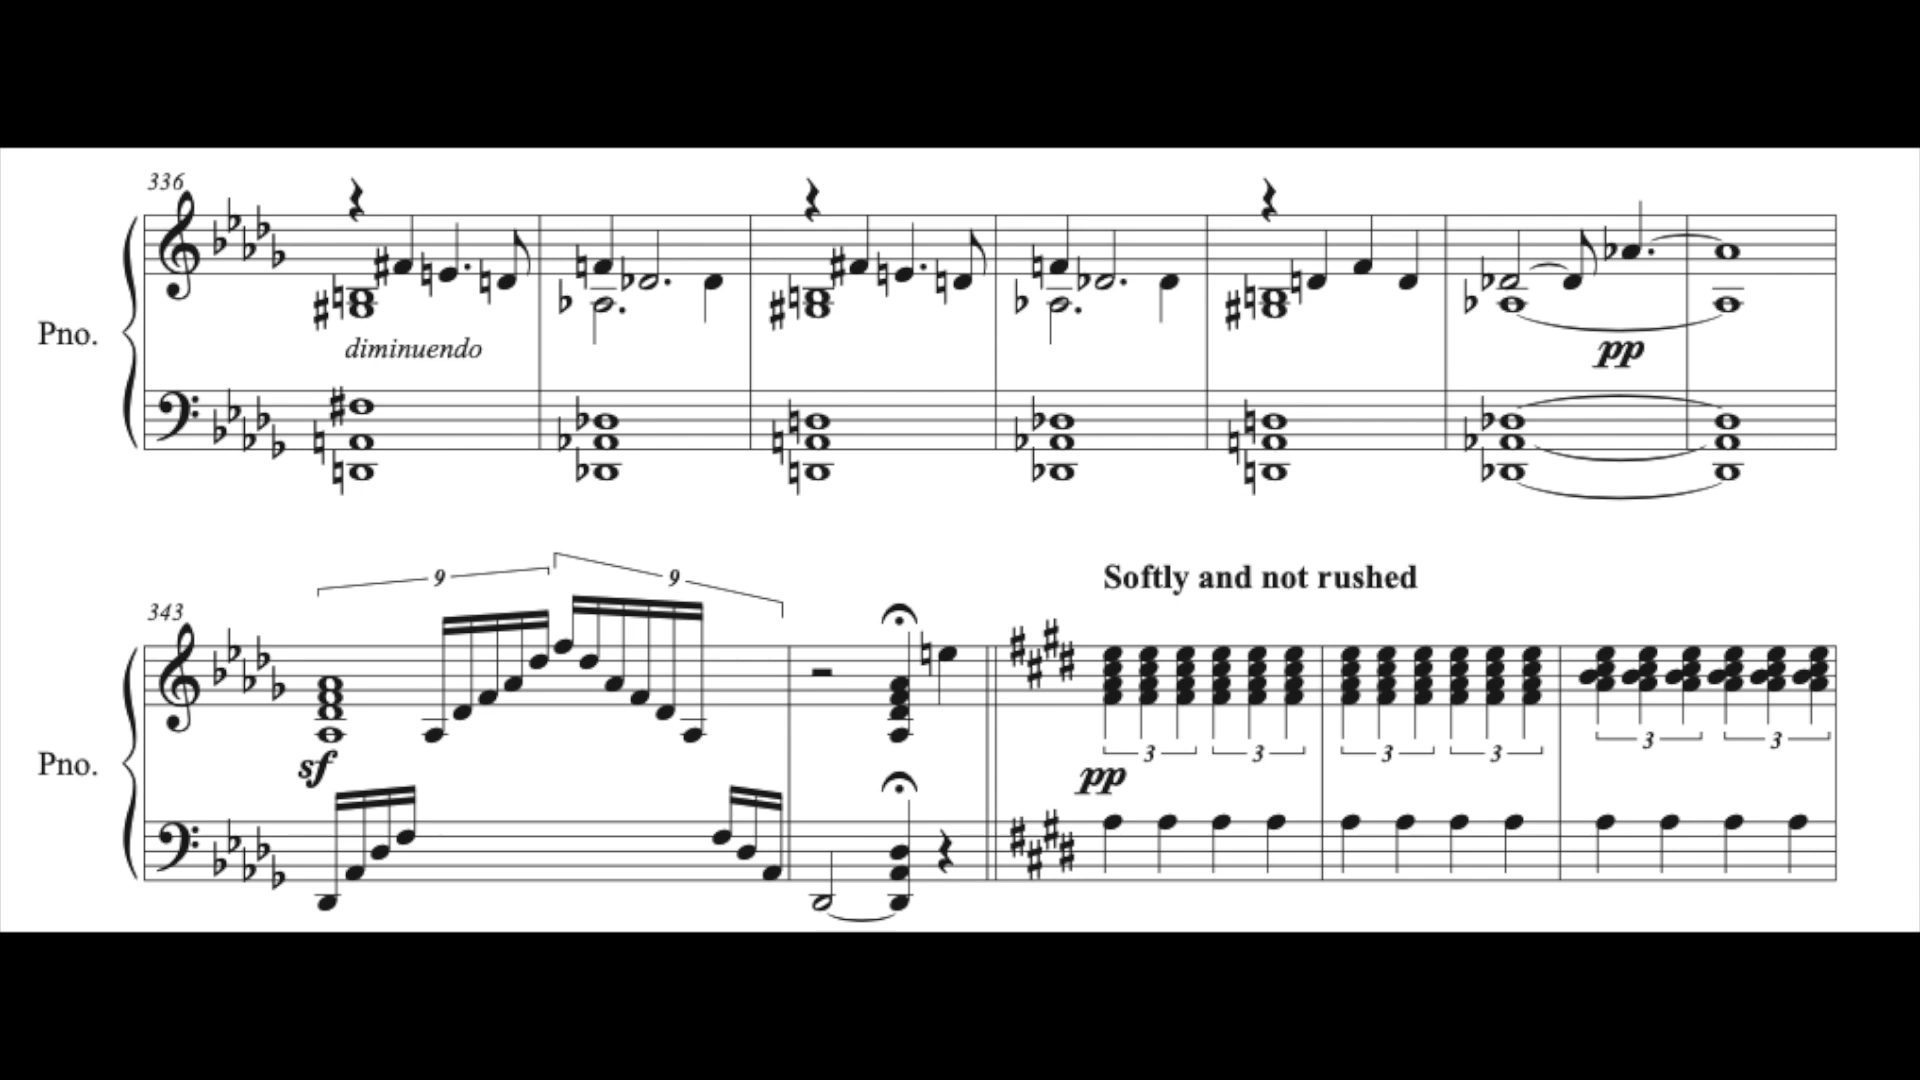 336
Pno.
diminuendo
pp
Softly and not rushed
9 9
343
3 3 3 3 3 3
Pno.
sf
pp